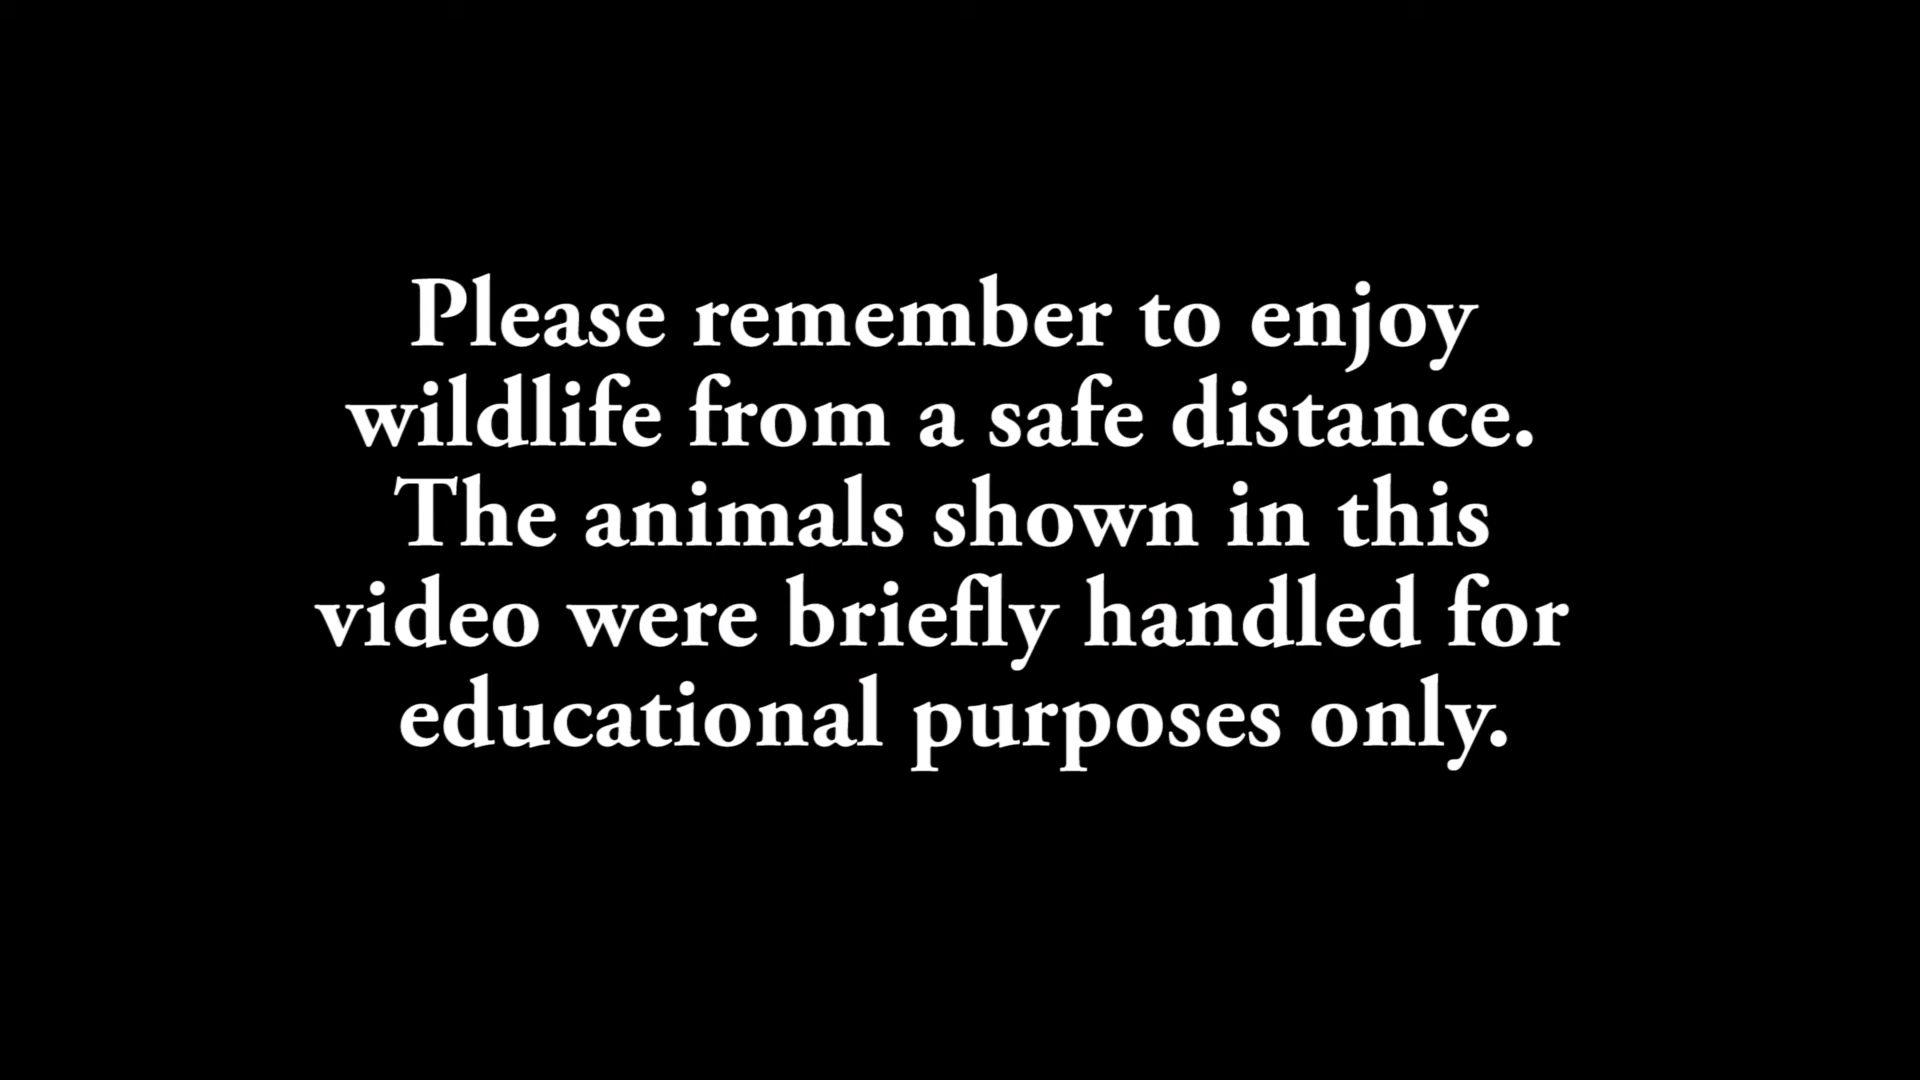 Please remember to enjoy
wildlife from a safe distance.
The animals shown in this
video were briefly handled for
educational purposes only.